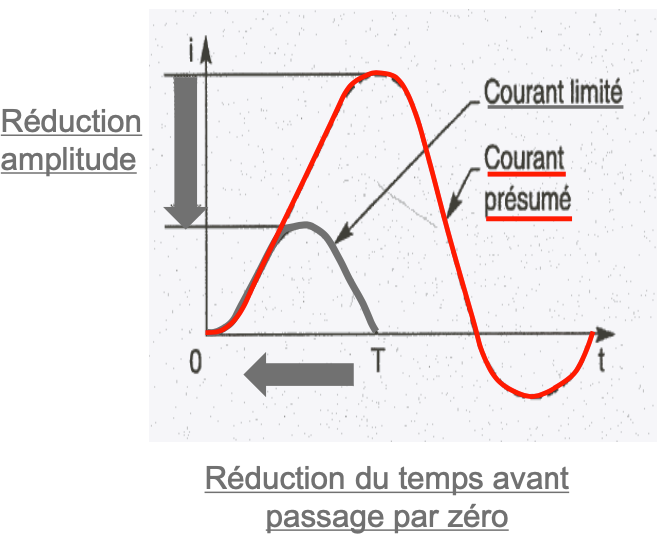 i
Réduction
amplitude
Courant limité
Courant
présumé
0
T
t
Réduction du temps avant
passage par zéro